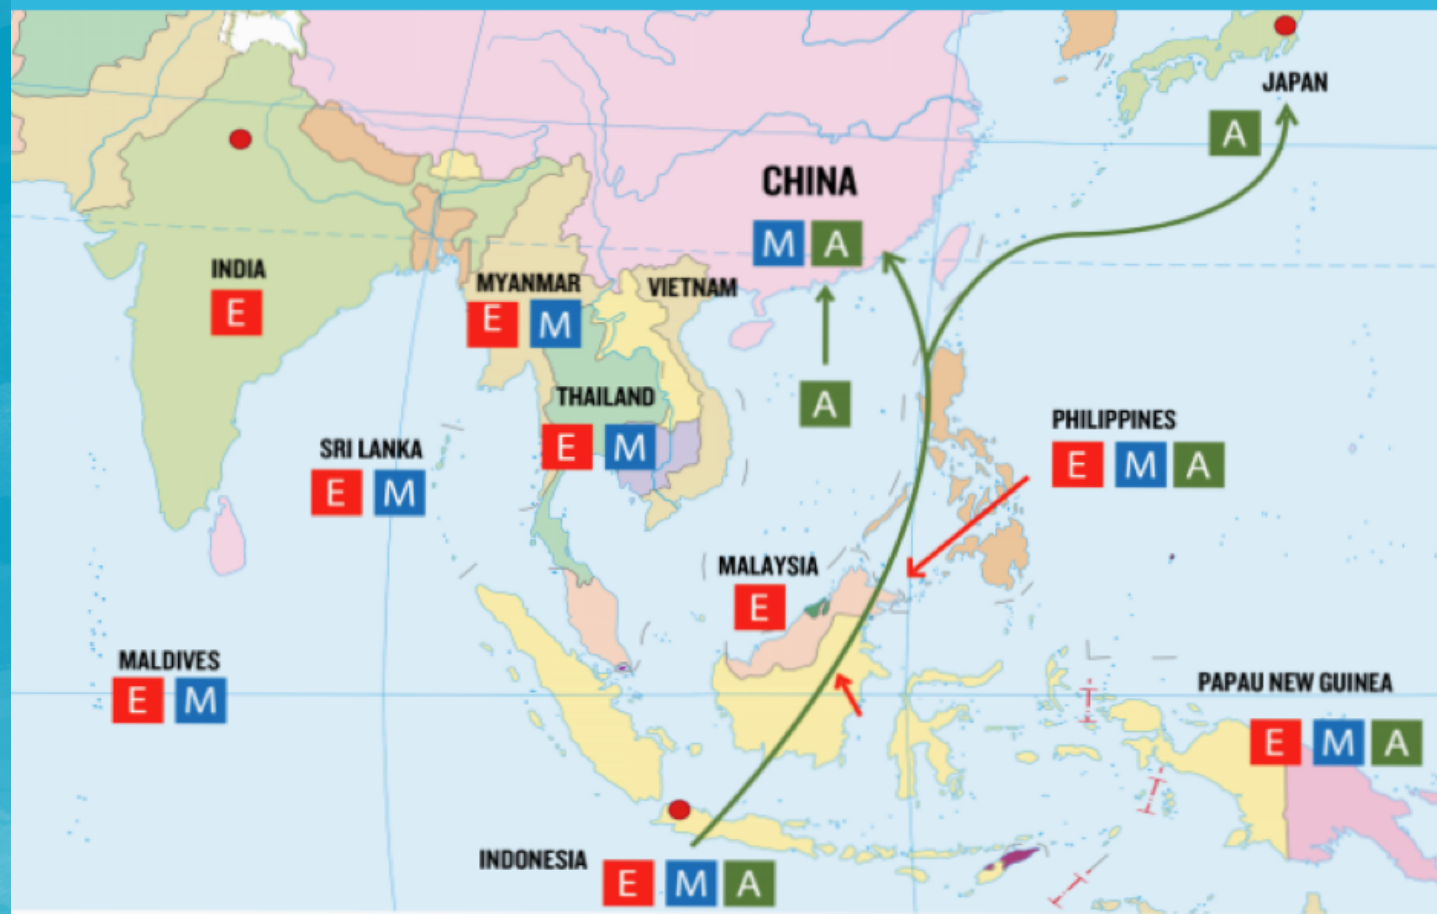 JAPAN
A
CHINA
M A
INDIA
E
MYANMAR
E M
VIETNAM
THAILAND
E M
A
PHILIPPINES
E M A
SRI LANKA
E M
MALAYSIA
E
MALDIVES
E M
PAPAU NEW GUINEA
E M A
INDONESIA
E M A